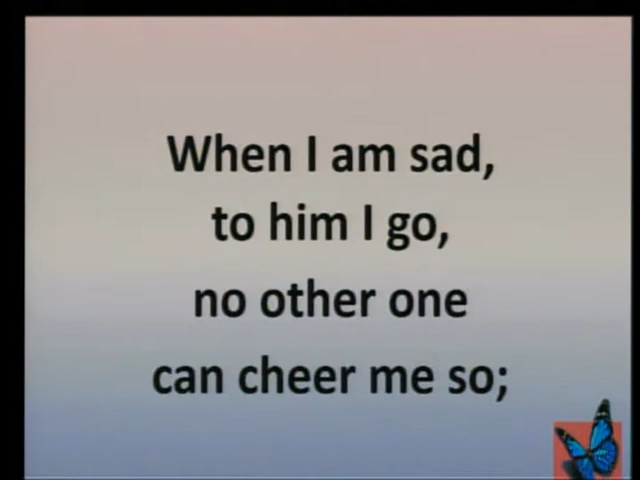 When I am sad,
to him I go,
no other one
can cheer me so;